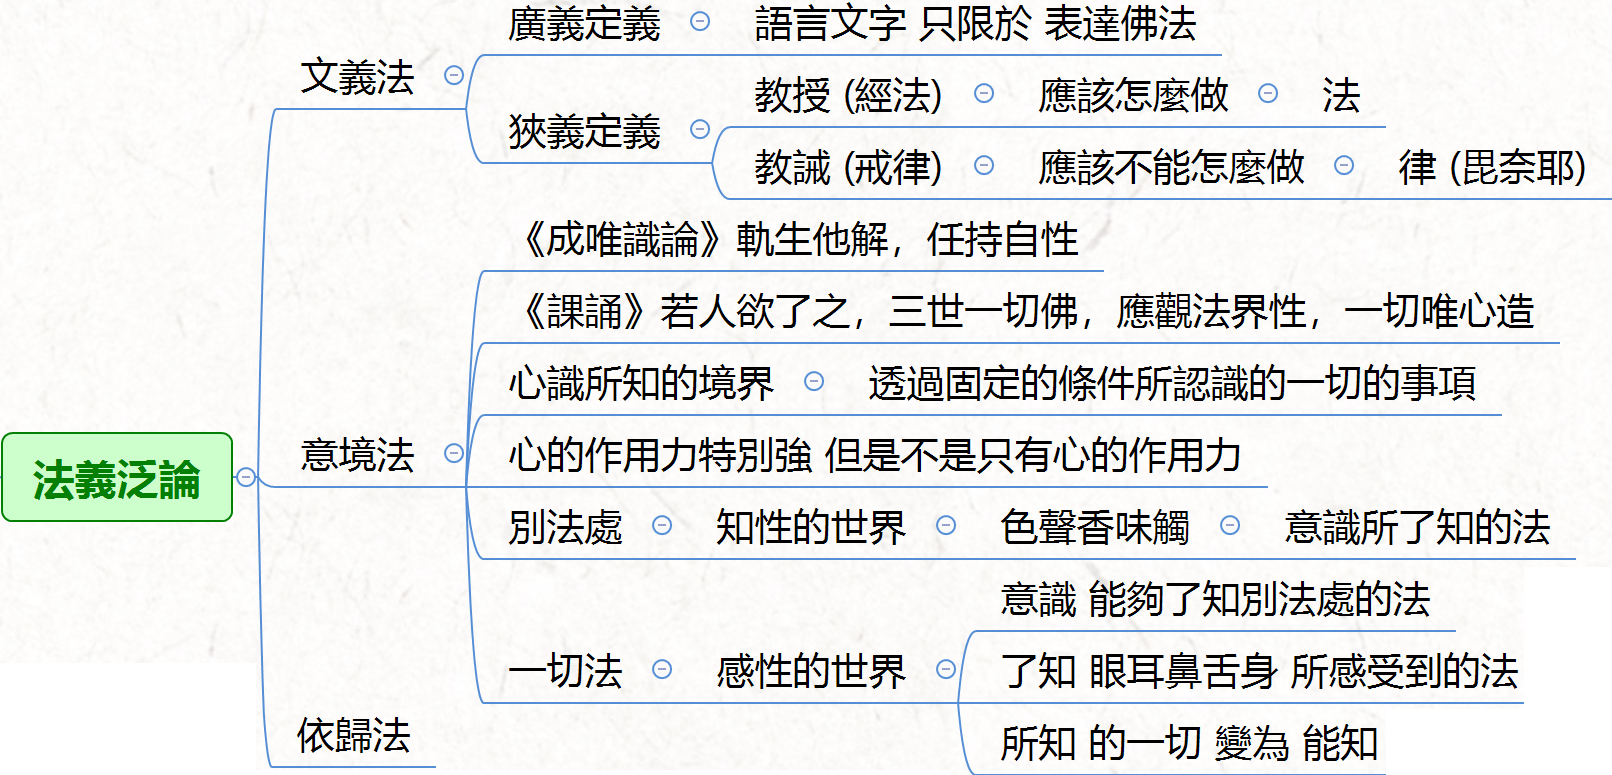 法義泛論
文義法
廣義定義
語言文字 只限於 表達佛法
狹義定義
教授 (經法)
應該怎麼做
法
教誡 (戒律)
應該不能怎麼做
律 (毘奈耶)
意境法
《成唯識論》軌生他解，任持自性
《課誦》若人欲了之，三世一切佛，應觀法界性，一切唯心造
心識所知的境界
透過固定的條件所認識的一切的事項
心的作用力特別強 但是不是只有心的作用力
別法處
知性的世界
色聲香味觸
意識所了知的法
一切法
感性的世界
意識 能夠了知別法處的法
了知 眼耳鼻舌身 所感受到的法
所知 的一切 變為 能知
依歸法